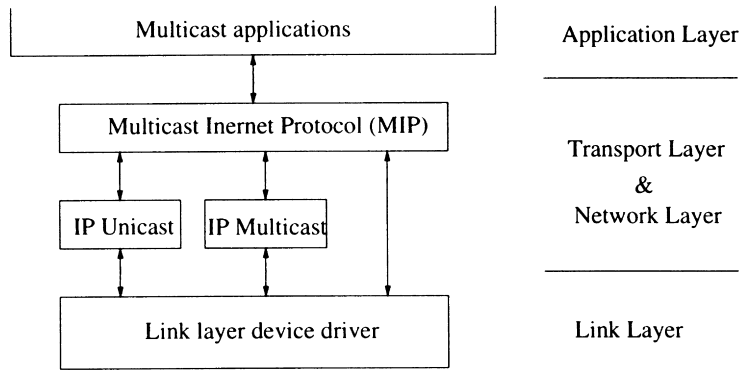 Multicast applications
Application Layer
Multicast Inernet Protocol (MIP)
Transport Layer
&
Network Layer
IP Unicast
IP Multicast
Link layer device driver
Link Layer